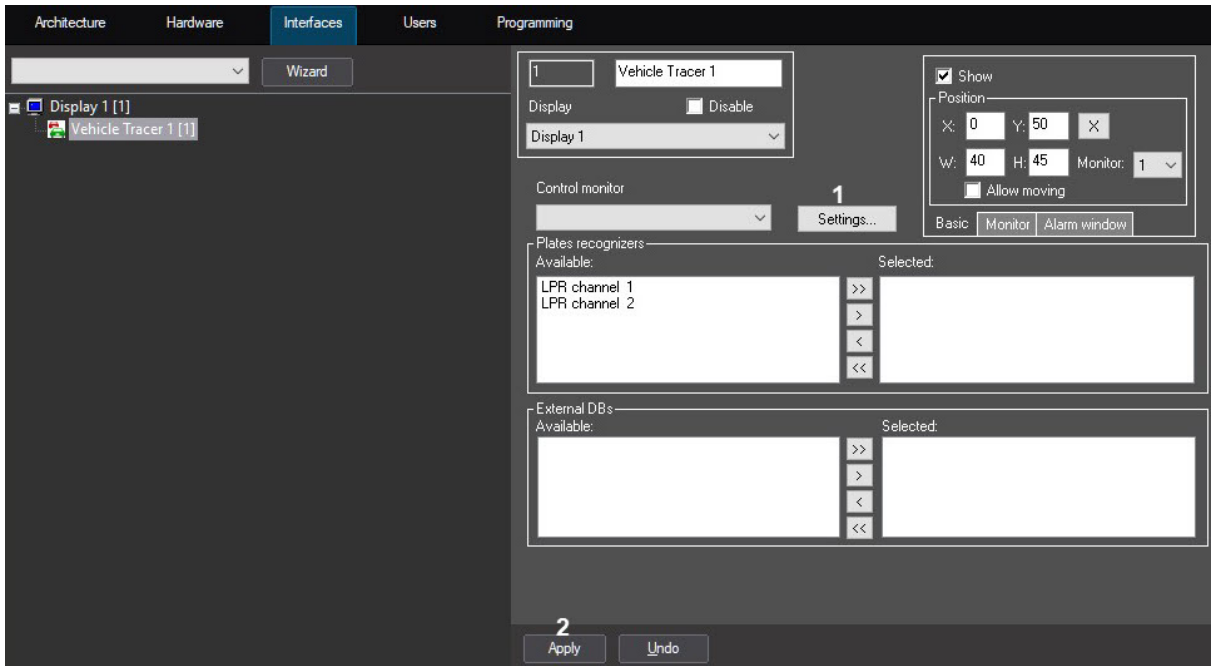 Architecture Hardware Interfaces Users Programming
Wizard
Display 1 [1]
Vehicle Tracer 1 [1]
1 Vehicle Tracer 1
Display Disable
Display 1
Control monitor
1
Settings...
Show
Position
X: 0 Y: 50 X
W: 40 H: 45 Monitor: 1
Allow moving
Basic Monitor Alarm window
Plates recognizers
Available: Selected:
LPR channel 1
LPR channel 2
>>
>
<
<<
External DBs
Available: Selected:
>>
>
<
<<
2
Apply Undo